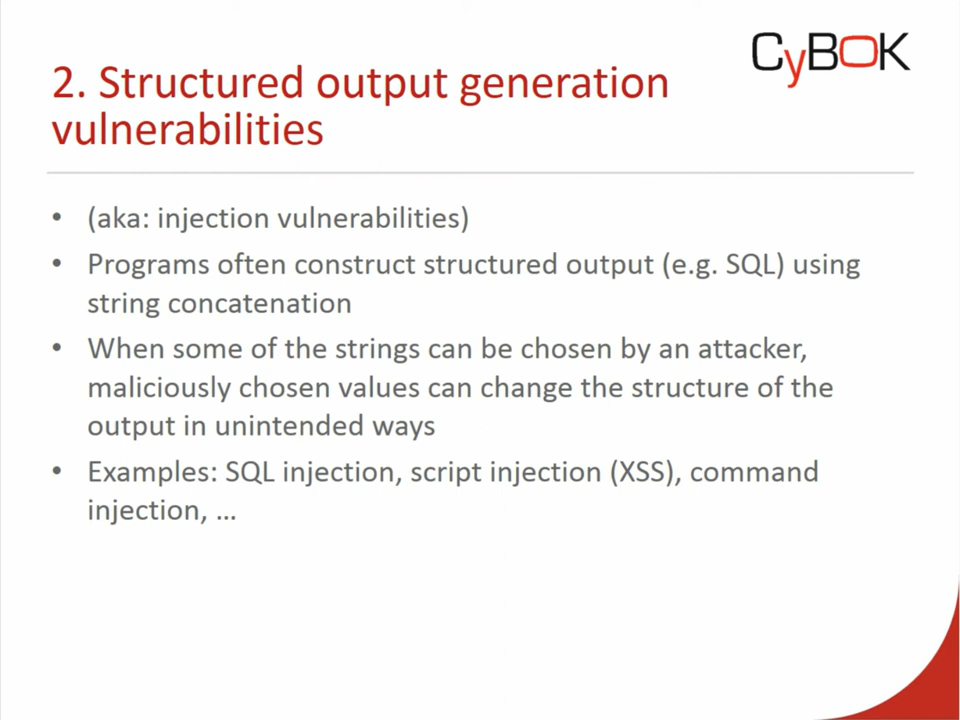 CyBOK
2. Structured output generation
vulnerabilities
• (aka: injection vulnerabilities)
• Programs often construct structured output (e.g. SQL) using
string concatenation
• When some of the strings can be chosen by an attacker,
maliciously chosen values can change the structure of the
output in unintended ways
• Examples: SQL injection, script injection (XSS), command
injection, …